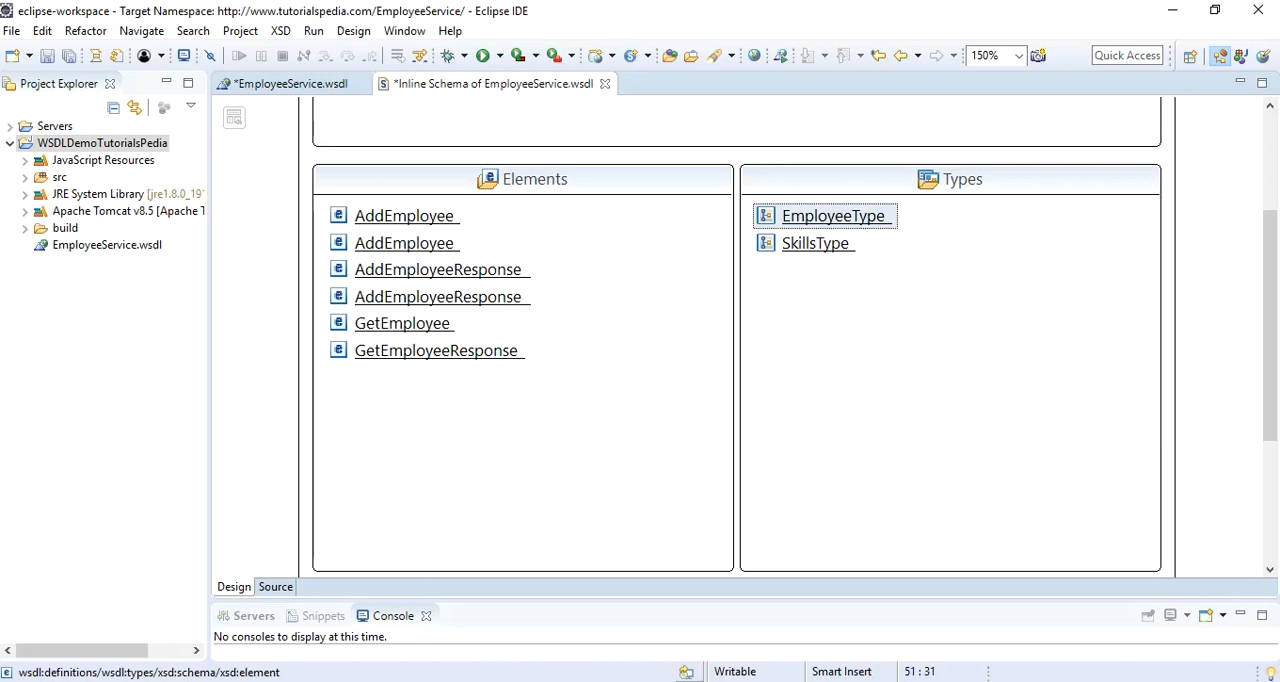 eclipse-workspace - Target Namespace: http://www.tutorialspedia.com/EmployeeService/ - Eclipse IDE
File Edit Refactor Navigate Search Project XSD Run Design Window Help
150% Quick Access
Project Explorer
*EmployeeService.wsdl
*Inline Schema of EmployeeService.wsdl
Servers
WSDLDemoTutorialsPedia
JavaScript Resources
src
JRE System Library [jre1.8.0_19
Apache Tomcat v8.5 [Apache T
build
EmployeeService.wsdl
Elements
AddEmployee
AddEmployee
AddEmployeeResponse
AddEmployeeResponse
GetEmployee
GetEmployeeResponse
Types
EmployeeType
SkillsType
Design Source
Servers Snippets Console
No consoles to display at this time.
wsdl:definitions/wsdl:types/xsd:schema/xsd:element
Writable Smart Insert 51 : 31